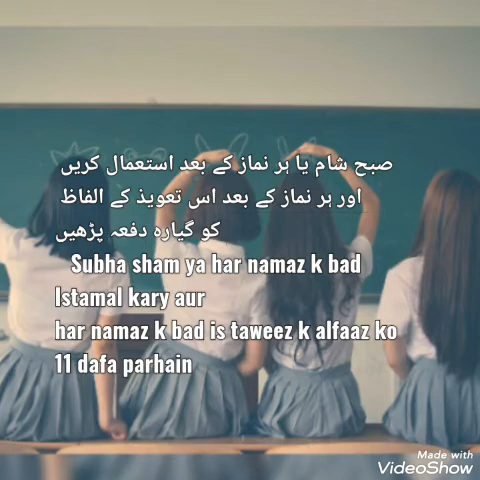 صبح شام یا ہر نماز کے بعد استعمال کریں
اور ہر نماز کے بعد اس تعویذ کے الفاظ
کو گیارہ دفعہ پڑھیں
Subha sham ya har namaz k bad
Istamal kary aur
har namaz k bad is taweez k alfaaz ko
11 dafa parhain
Made with
VideoShow